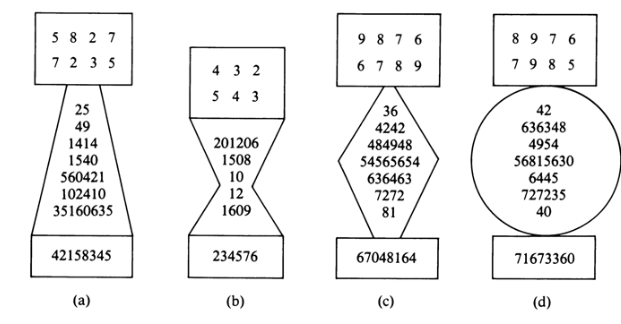 5 8 2 7
7 2 3 5
25
49
1414
1540
560421
102410
35160635
42158345
(a)
4 3 2
5 4 3
201206
1508
10
12
1609
234576
(b)
9 8 7 6
6 7 8 9
36
4242
484948
54565654
636463
7272
81
67048164
(c)
8 9 7 6
7 9 8 5
42
636348
4954
56815630
6445
727235
40
71673360
(d)